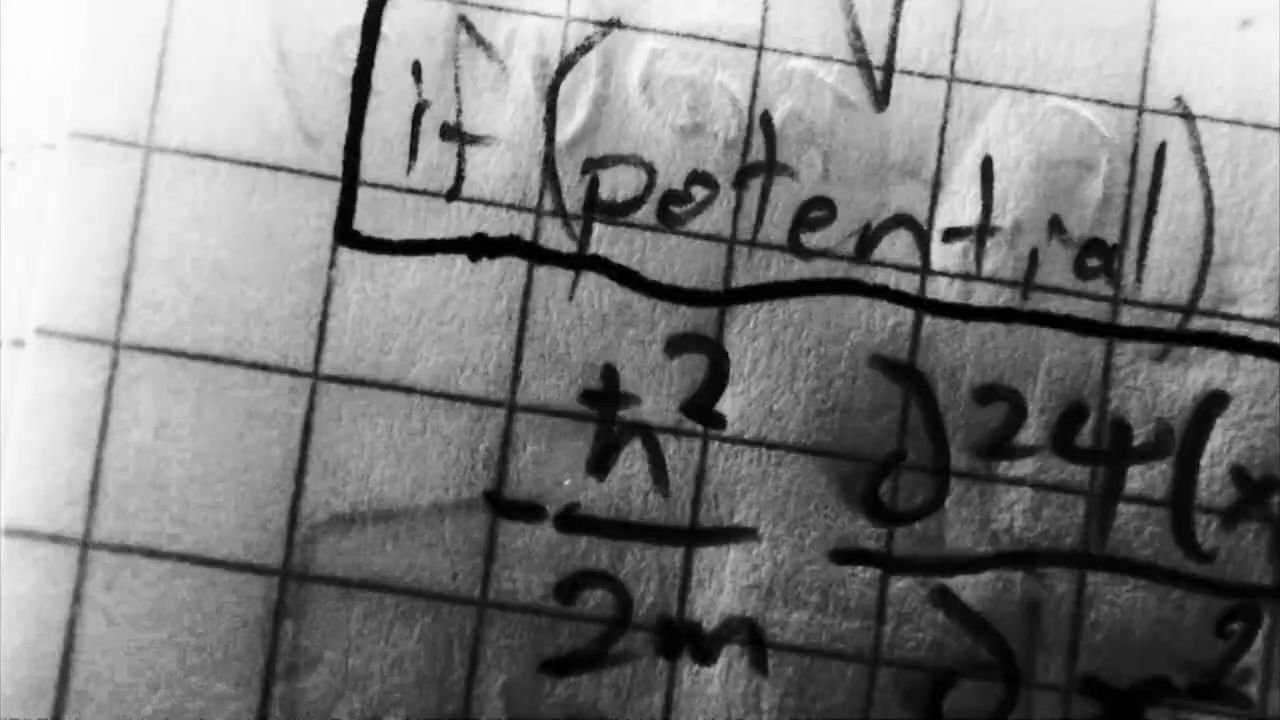 if (potential)
-ħ² ∂²ψ(x
2m ∂x²